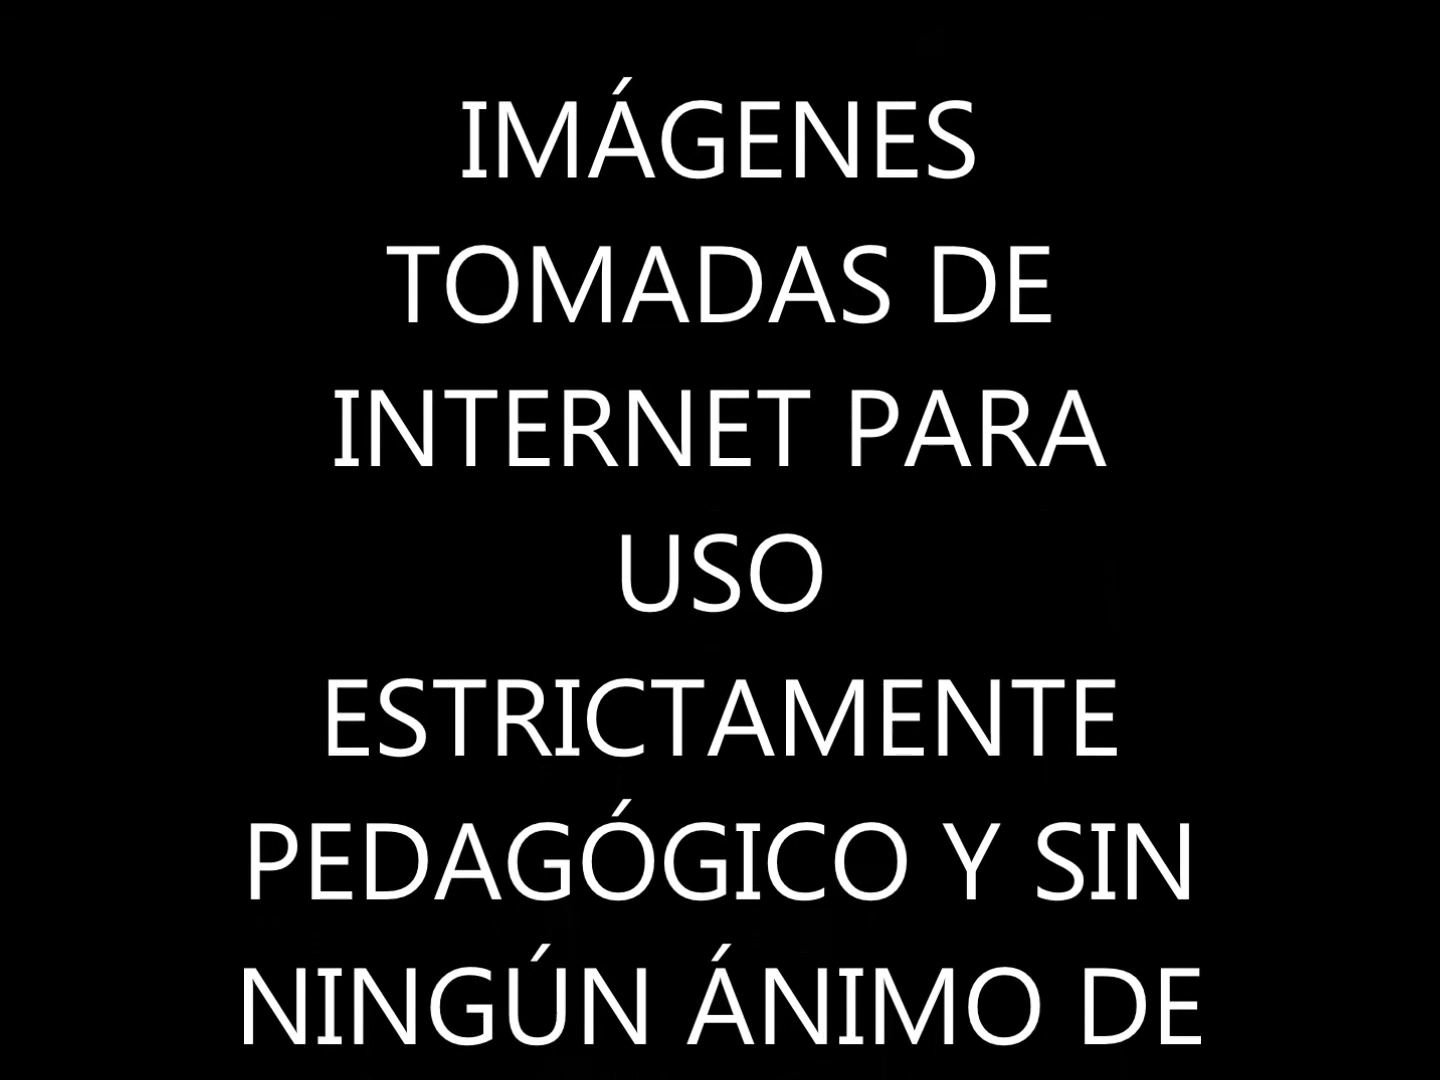 IMÁGENES
TOMADAS DE
INTERNET PARA
USO
ESTRICTAMENTE
PEDAGÓGICO Y SIN
NINGÚN ÁNIMO DE